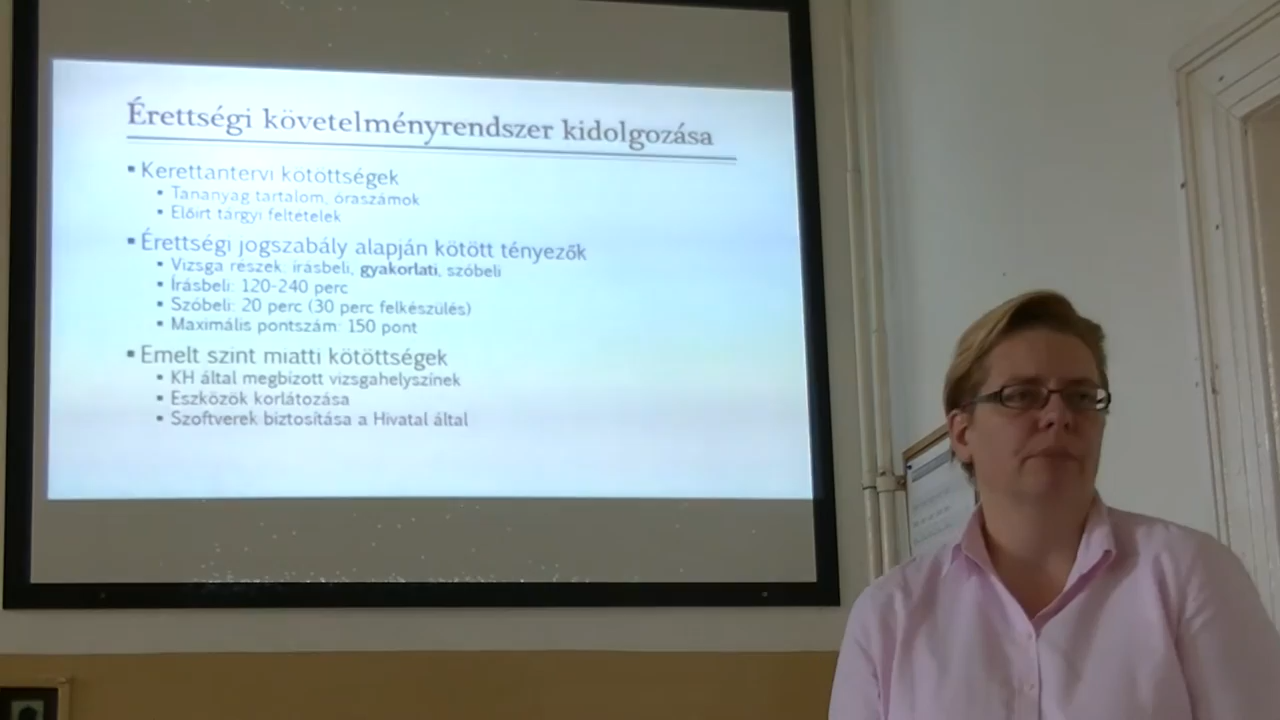 Érettségi követelményrendszer kidolgozása
▪ Kerettantervi kötöttségek
▪ Tananyag tartalom, óraszámok
▪ Előírt tárgyi feltételek
▪ Érettségi jogszabály alapján kötött tényezők
▪ Vizsga részek: írásbeli, gyakorlati, szóbeli
▪ Írásbeli: 120-240 perc
▪ Szóbeli: 20 perc (30 perc felkészülés)
▪ Maximális pontszám: 150 pont
▪ Emelt szint miatti kötöttségek
▪ KH által megbízott vizsgahelyszínek
▪ Eszközök korlátozása
▪ Szoftverek biztosítása a Hivatal által